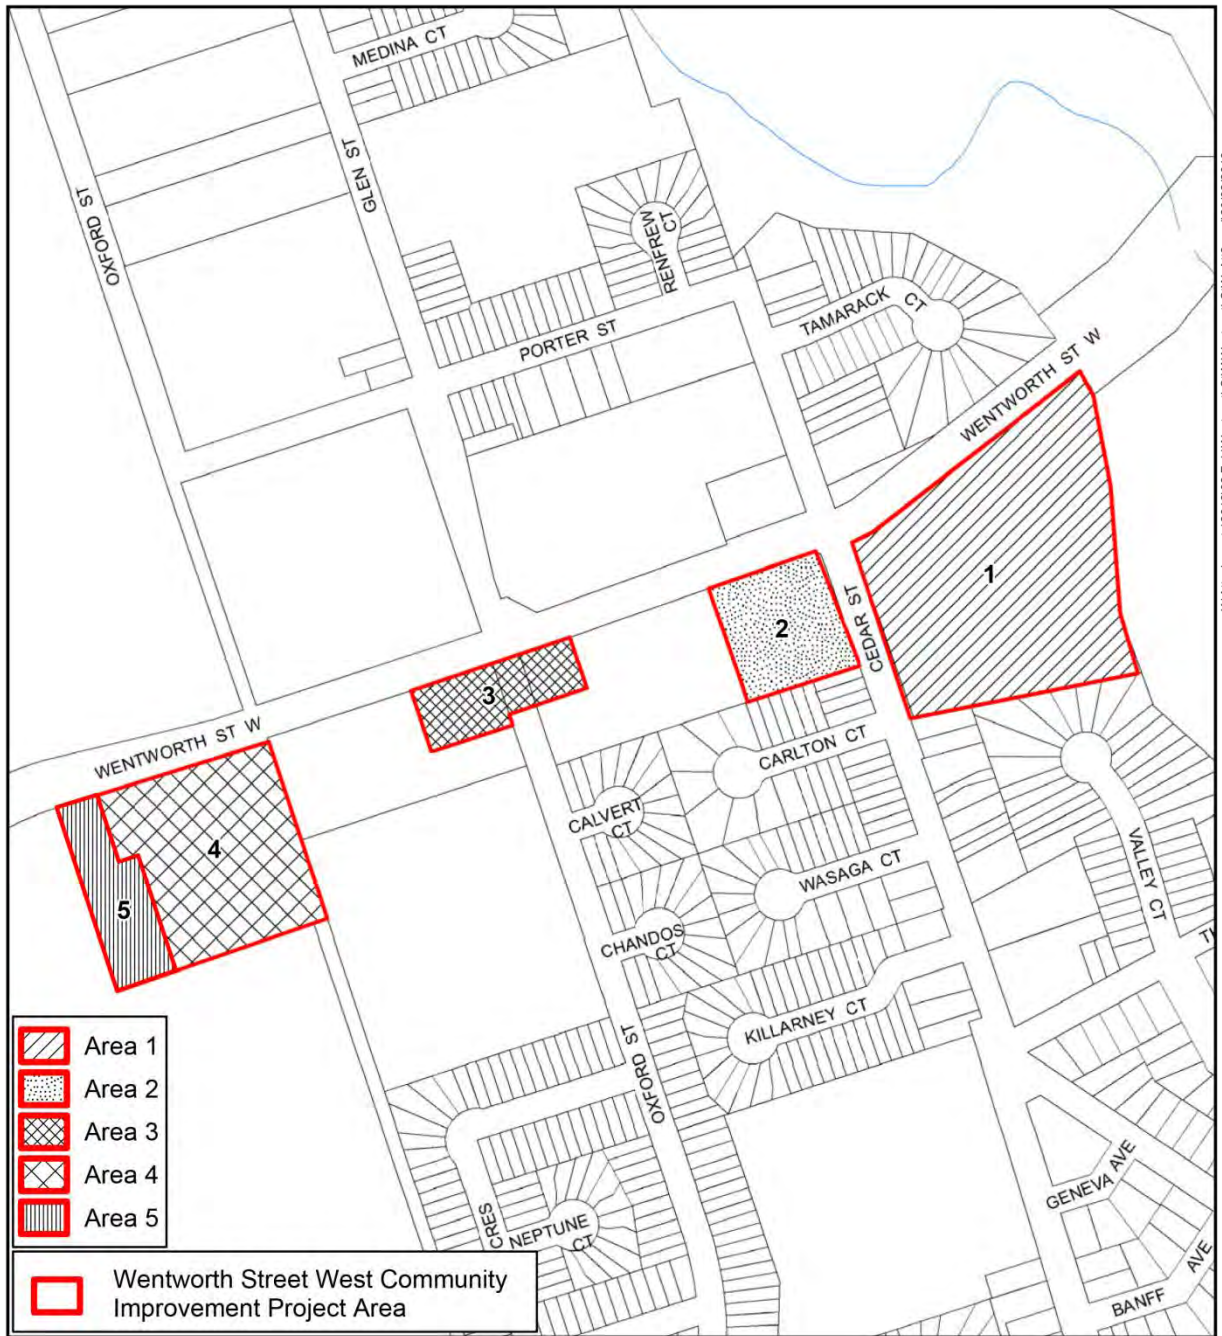 MEDINA CT
OXFORD ST
GLEN ST
RENFREW
CT
PORTER ST
TAMARACK
CT
WENTWORTH ST W
1
2
CEDAR ST
3
WENTWORTH ST W
4
5
CARLTON CT
CALVERT
CT
WASAGA CT
VALLEY CT
CHANDOS
CT
KILLARNEY CT
OXFORD ST
GENEVA AVE
CRES
NEPTUNE
CT
BANFF
AVE
Area 1
Area 2
Area 3
Area 4
Area 5
Wentworth Street West Community
Improvement Project Area